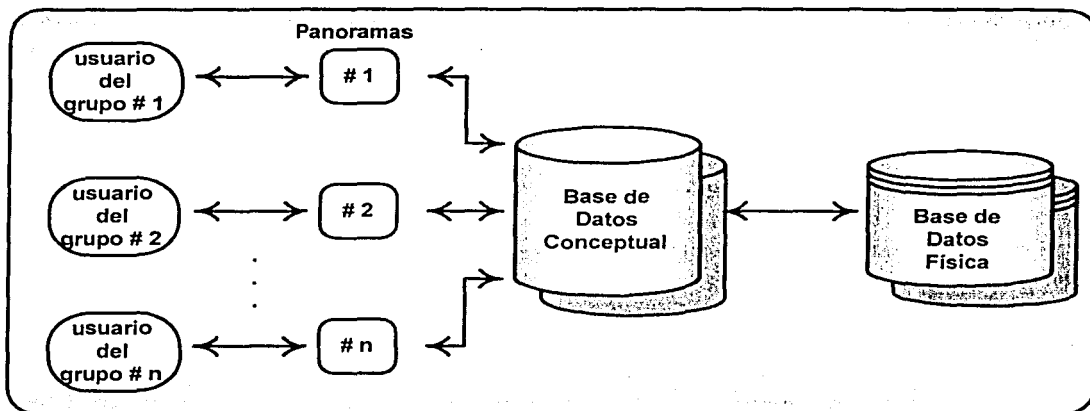 Panoramas
usuario
del
grupo # 1
# 1
usuario
del
grupo # 2
# 2
usuario
del
grupo # n
# n
Base de
Datos
Conceptual
Base de
Datos
Física